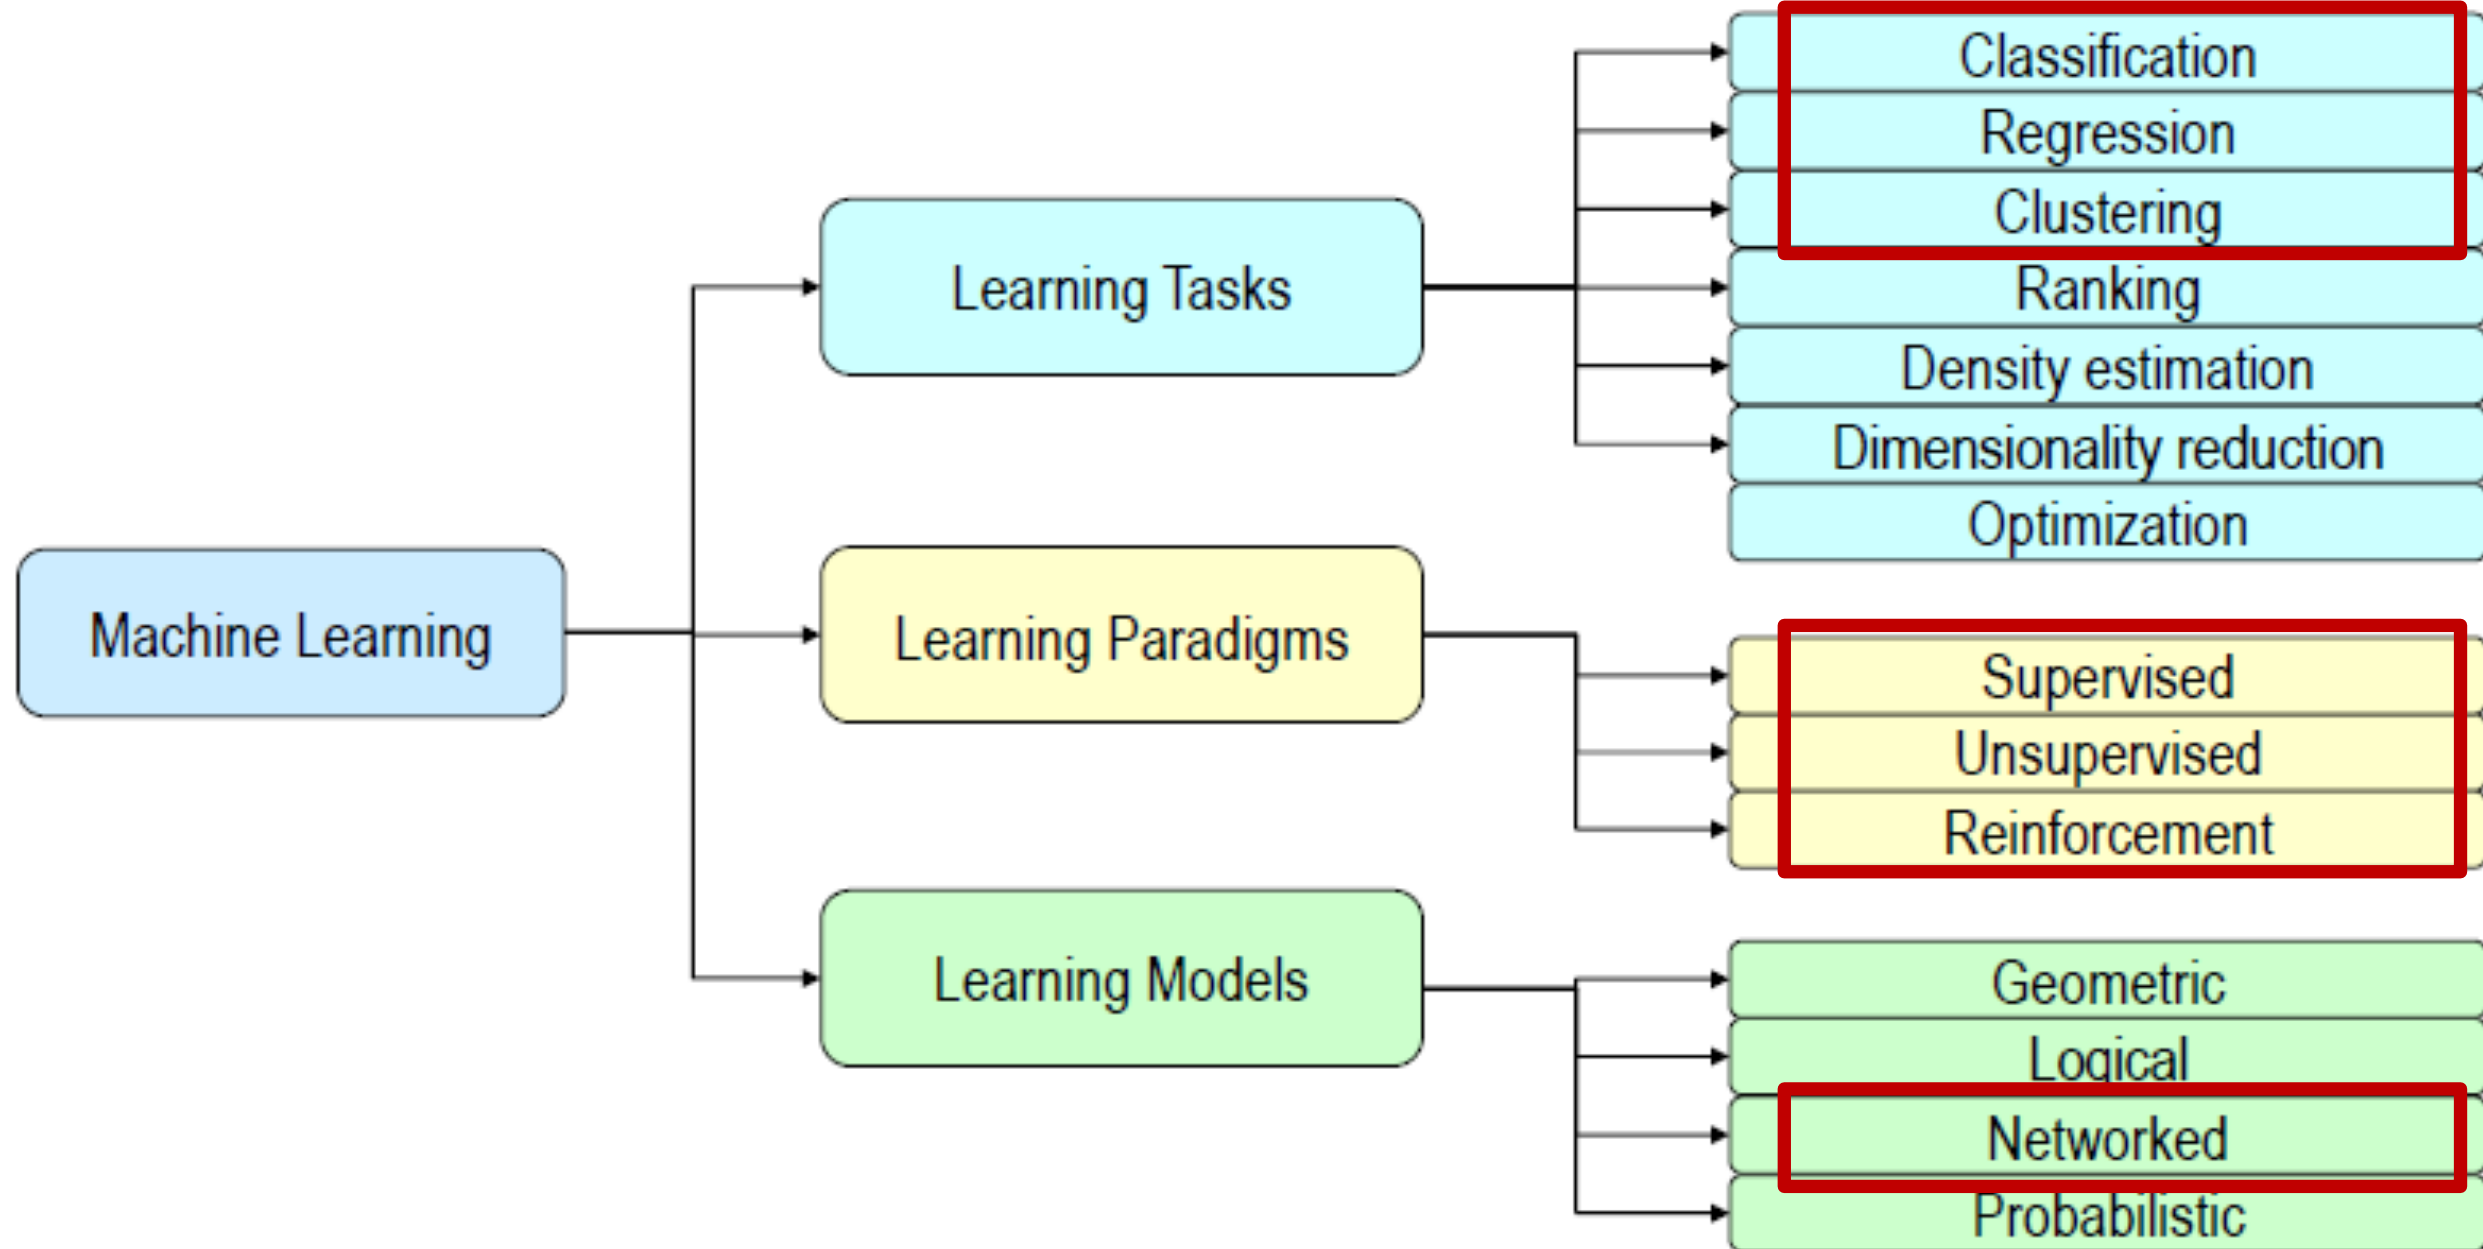 Machine Learning
Learning Tasks
Classification
Regression
Clustering
Ranking
Density estimation
Dimensionality reduction
Optimization
Learning Paradigms
Supervised
Unsupervised
Reinforcement
Learning Models
Geometric
Logical
Networked
Probabilistic